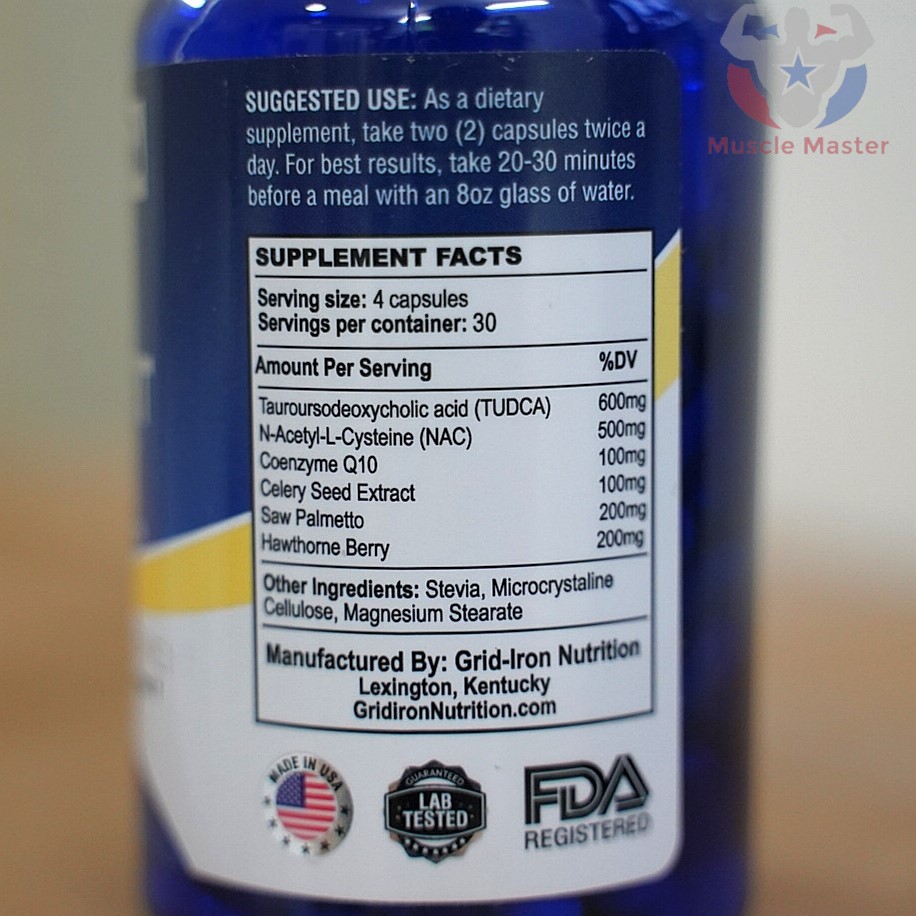 Muscle Master
SUGGESTED USE: As a dietary
supplement, take two (2) capsules twice a
day. For best results, take 20-30 minutes
before a meal with an 8oz glass of water.
SUPPLEMENT FACTS
Serving size: 4 capsules
Servings per container: 30
Amount Per Serving %DV
Tauroursodeoxycholic acid (TUDCA) 600mg
N-Acetyl-L-Cysteine (NAC) 500mg
Coenzyme Q10 100mg
Celery Seed Extract 100mg
Saw Palmetto 200mg
Hawthorne Berry 200mg
Other Ingredients: Stevia, Microcrystaline
Cellulose, Magnesium Stearate
Manufactured By: Grid-Iron Nutrition
Lexington, Kentucky
GridironNutrition.com
MADE IN USA
GUARANTEED
LAB
TESTED
FDA
REGISTERED